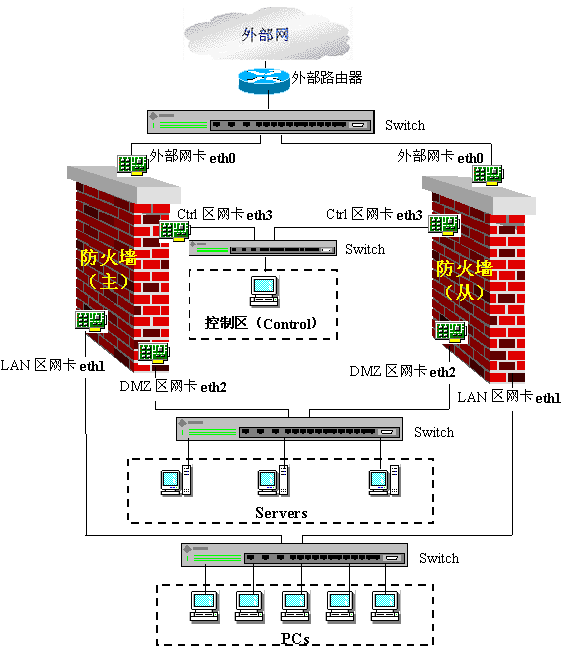 外部网
外部路由器
Switch
外部网卡 eth0
外部网卡 eth0
Ctrl 区网卡 eth3
Ctrl 区网卡 eth3
Switch
防火墙
（主）
防火墙
（从）
控制区（Control）
LAN 区网卡 eth1
DMZ 区网卡 eth2
DMZ 区网卡 eth2
LAN 区网卡 eth1
Switch
Servers
Switch
PCs